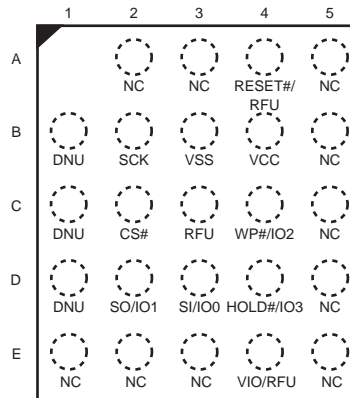 1 2 3 4 5
A
NC NC RESET#/ NC
RFU
B
DNU SCK VSS VCC NC
C
DNU CS# RFU WP#/IO2 NC
D
DNU SO/IO1 SI/IO0 HOLD#/IO3 NC
E
NC NC NC VIO/RFU NC